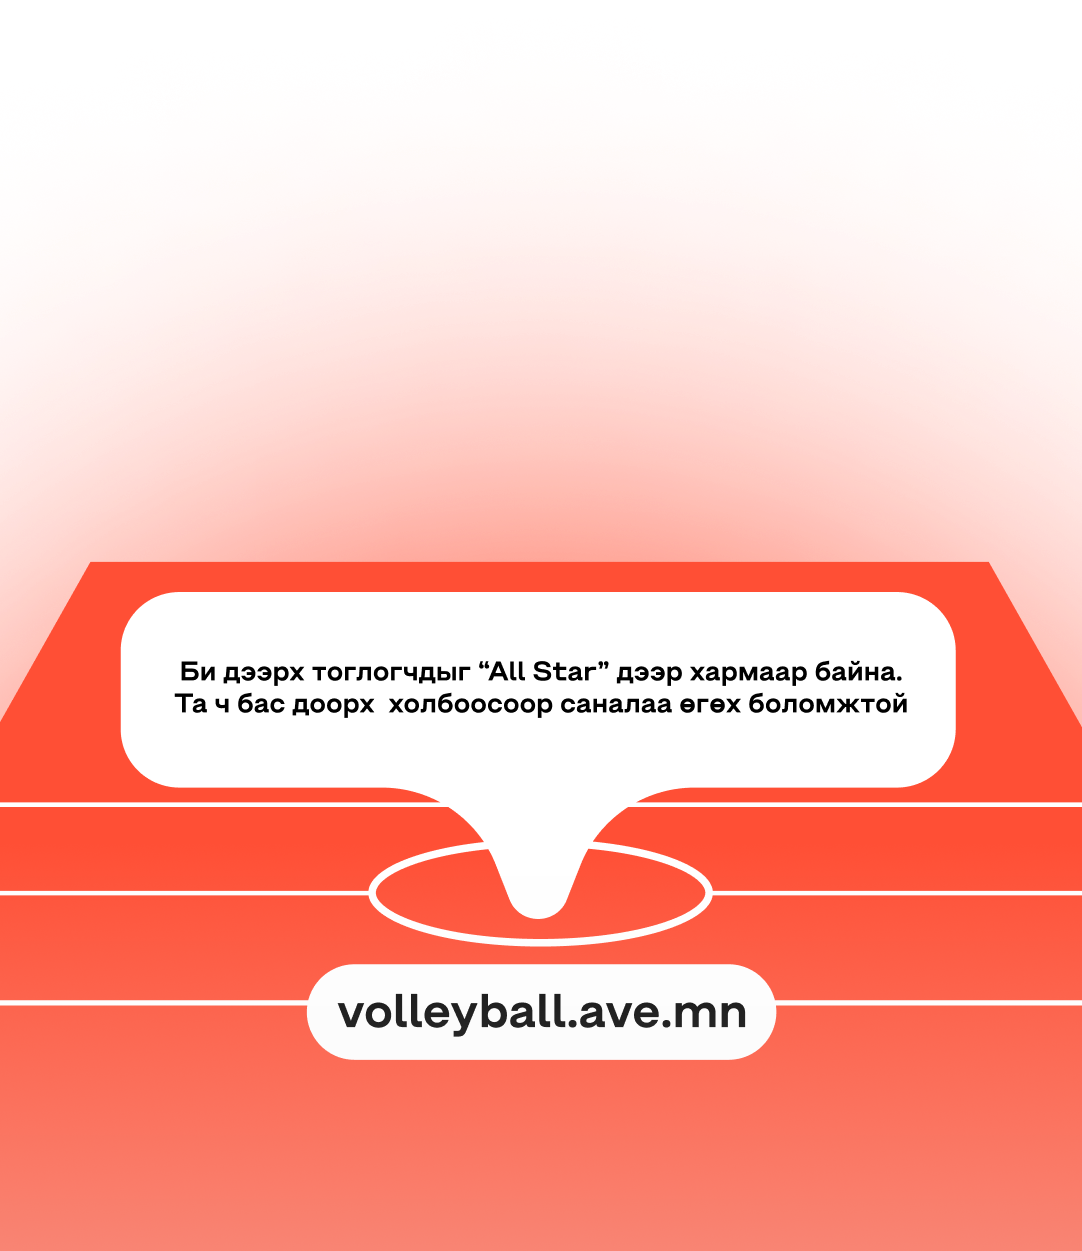 Би дээрх тоглогчдыг “All Star” дээр хармаар байна.
Та ч бас доорх  холбоосоор саналаа өгөх боломжтой
volleyball.ave.mn